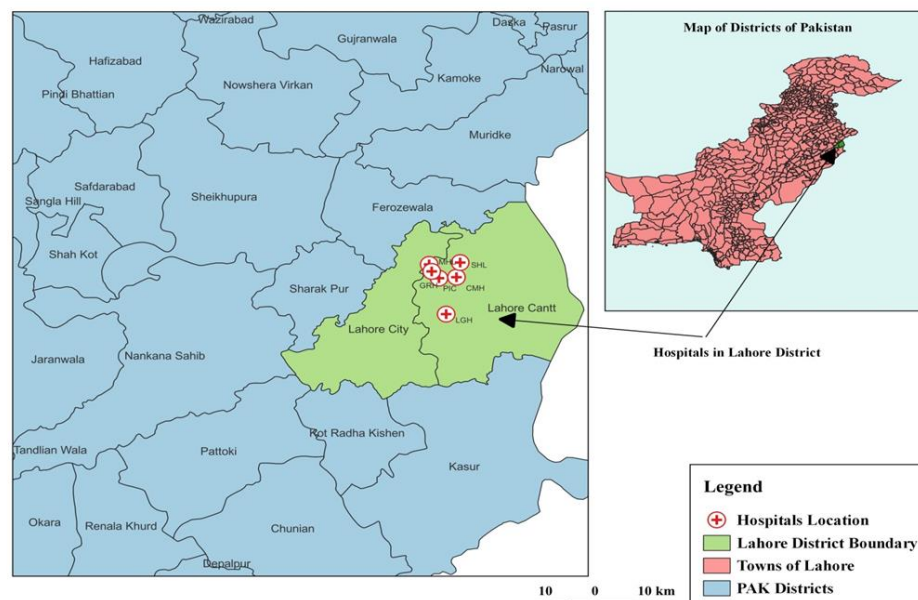 Wazirabad
Daska
Pasrur
Gujranwala
Hafizabad
Narowal
Kamoke
Nowshera Virkan
Pindi Bhattian
Muridke
Safdarabad
Sheikhupura
Sangla Hill
Ferozewala
Shah Kot
SHL
GRH
PIC
CMH
Sharak Pur
Lahore Cantt
LGH
Lahore City
Jaranwala
Nankana Sahib
Kot Radha Kishen
Tandlian Wala
Pattoki
Kasur
Okara
Renala Khurd
Chunian
Depalpur
Map of Districts of Pakistan
Hospitals in Lahore District
Legend
Hospitals Location
Lahore District Boundary
Towns of Lahore
PAK Districts
10 0 10 km